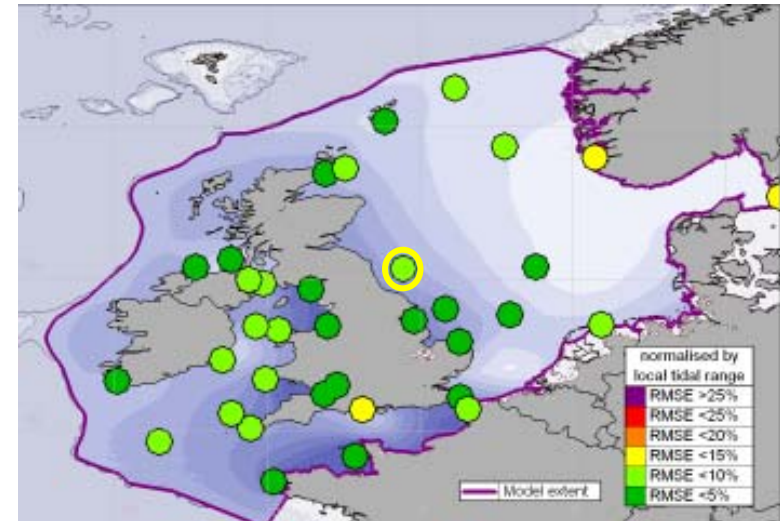 normalised by
local tidal range
RMSE >25%
RMSE <25%
RMSE <20%
RMSE <15%
RMSE <10%
RMSE <5%
Model extent